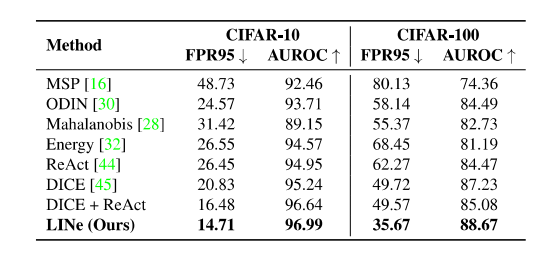 Method CIFAR-10 CIFAR-100
FPR95 ↓ AUROC ↑ FPR95 ↓ AUROC ↑
MSP [16] 48.73 92.46 80.13 74.36
ODIN [30] 24.57 93.71 58.14 84.49
Mahalanobis [28] 31.42 89.15 55.37 82.73
Energy [32] 26.55 94.57 68.45 81.19
ReAct [44] 26.45 94.95 62.27 84.47
DICE [45] 20.83 95.24 49.72 87.23
DICE + ReAct 16.48 96.64 49.57 85.08
LINe (Ours) 14.71 96.99 35.67 88.67